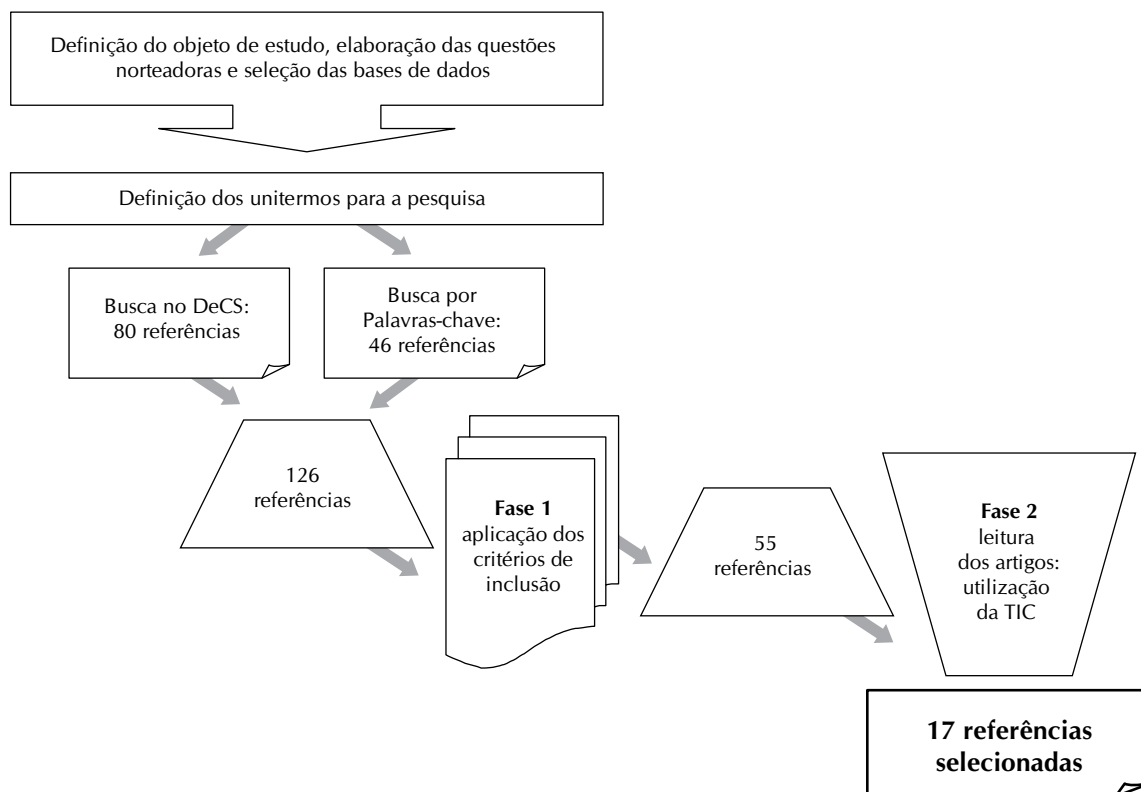 Definição do objeto de estudo, elaboração das questões
norteadoras e seleção das bases de dados
Definição dos unitermos para a pesquisa
Busca no DeCS:
80 referências
Busca por
Palavras-chave:
46 referências
126
referências
Fase 1
aplicação dos
critérios de
inclusão
55
referências
Fase 2
leitura
dos artigos:
utilização
da TIC
17 referências
selecionadas